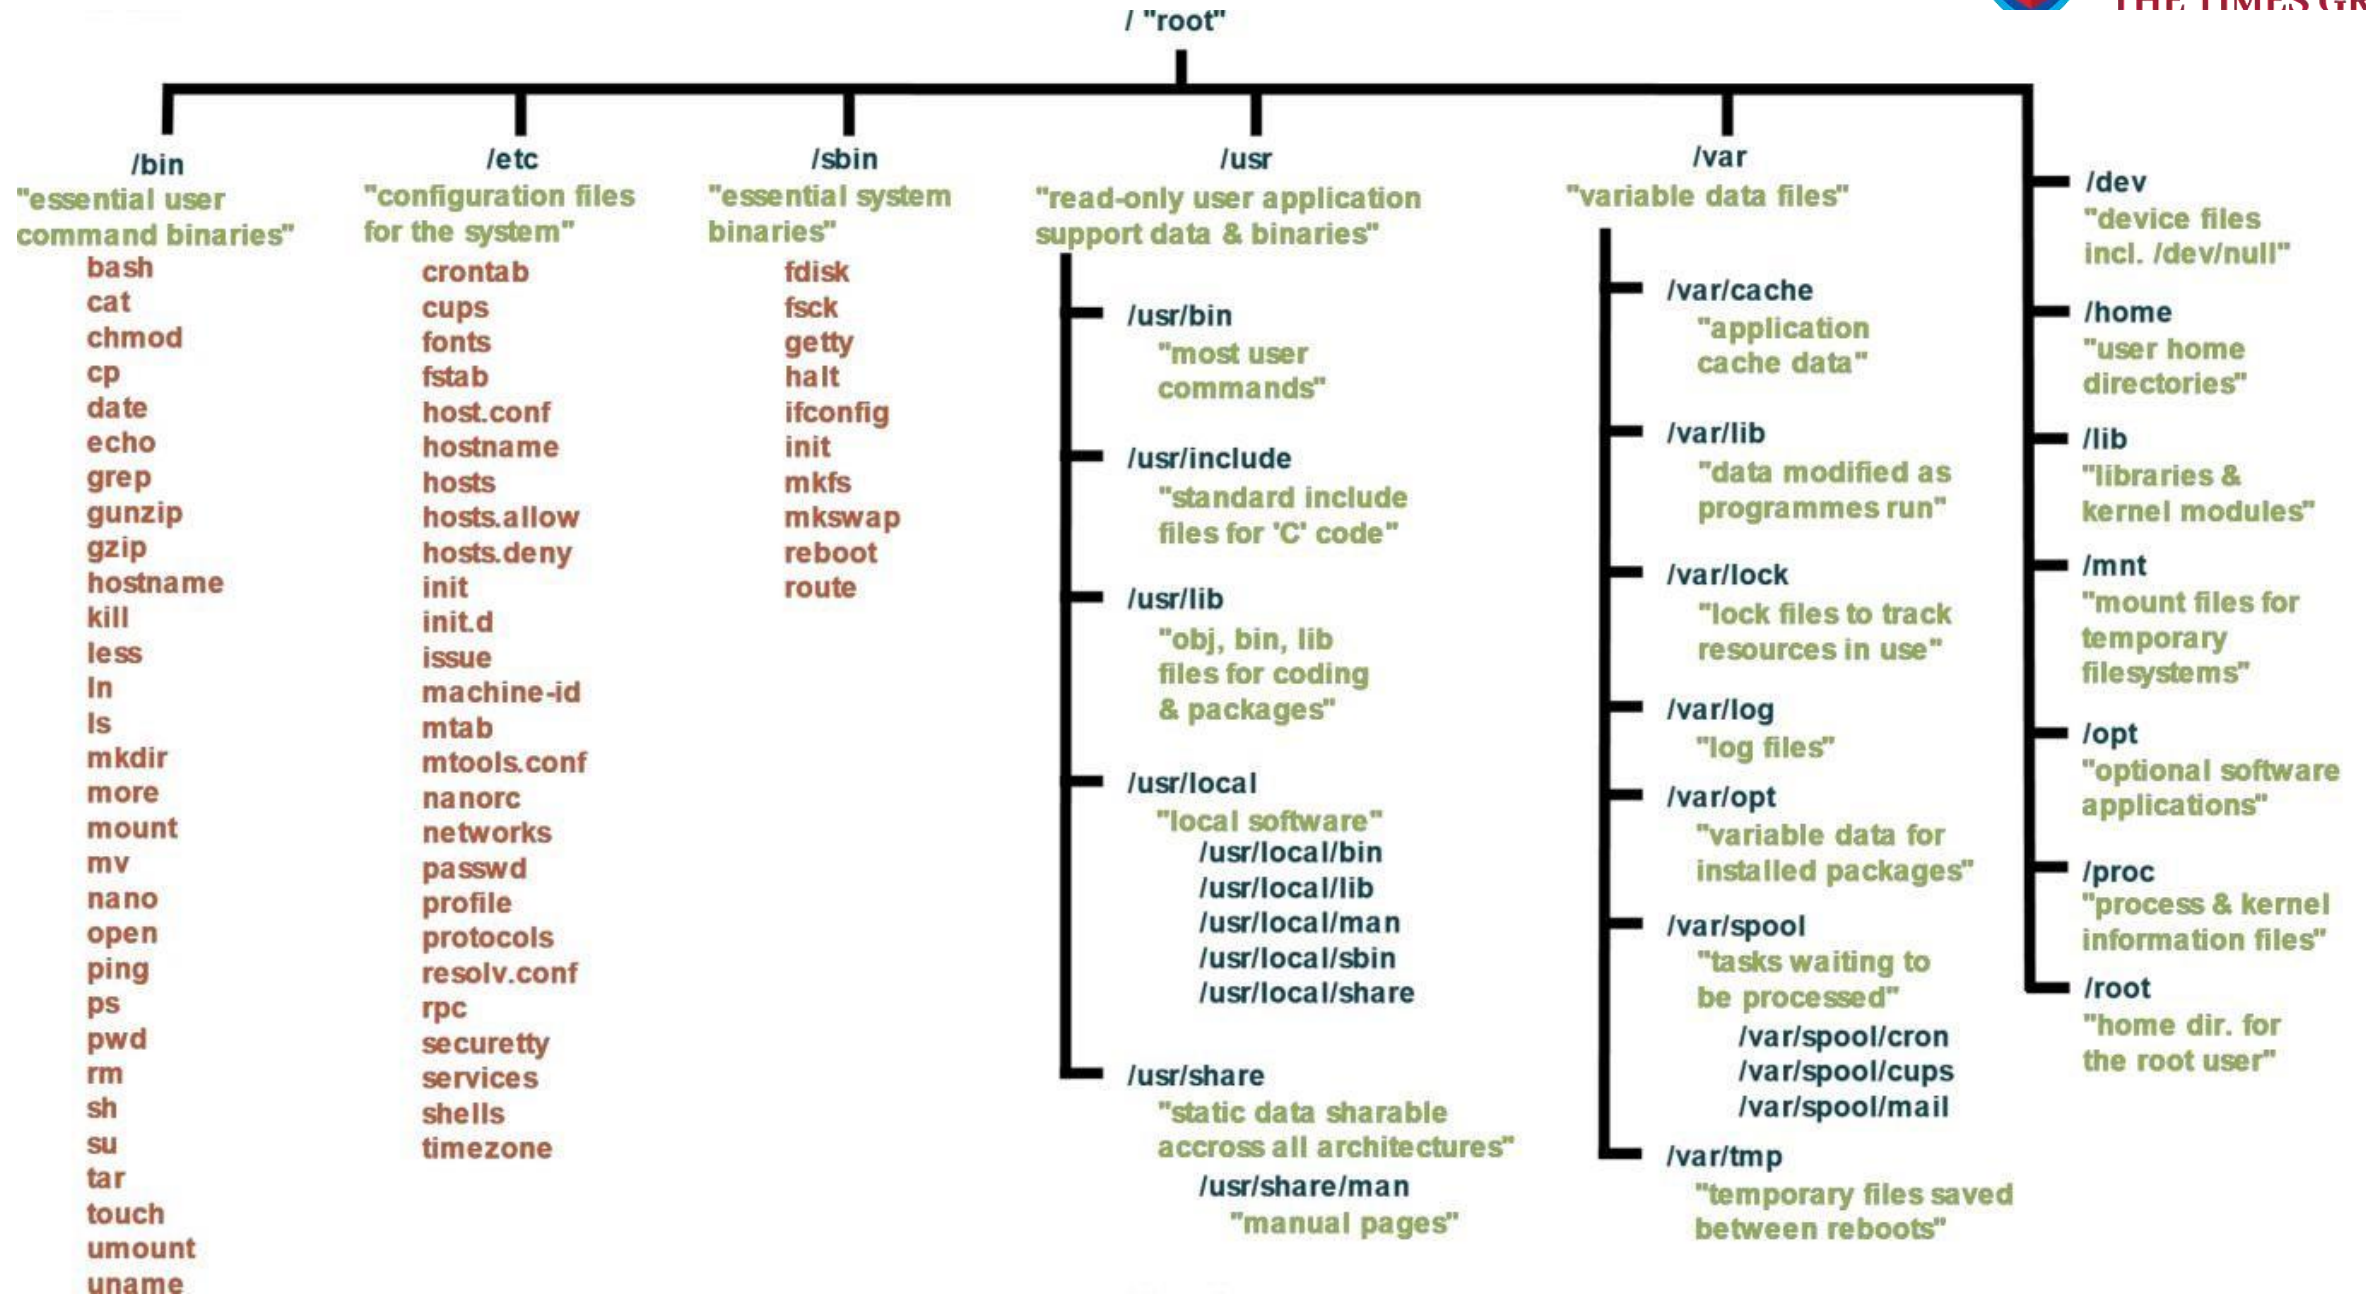 THE TIMES GR
/ "root"
/bin
"essential user
command binaries"
bash
cat
chmod
cp
date
echo
grep
gunzip
gzip
hostname
kill
less
ln
ls
mkdir
more
mount
mv
nano
open
ping
ps
pwd
rm
sh
su
tar
touch
umount
uname
/etc
"configuration files
for the system"
crontab
cups
fonts
fstab
host.conf
hostname
hosts
hosts.allow
hosts.deny
init
init.d
issue
machine-id
mtab
mtools.conf
nanorc
networks
passwd
profile
protocols
resolv.conf
rpc
securetty
services
shells
timezone
/sbin
"essential system
binaries"
fdisk
fsck
getty
halt
ifconfig
init
mkfs
mkswap
reboot
route
/usr
"read-only user application
support data & binaries"
/usr/bin
"most user
commands"
/usr/include
"standard include
files for 'C' code"
/usr/lib
"obj, bin, lib
files for coding
& packages"
/usr/local
"local software"
/usr/local/bin
/usr/local/lib
/usr/local/man
/usr/local/sbin
/usr/local/share
/usr/share
"static data sharable
accross all architectures"
/usr/share/man
"manual pages"
/var
"variable data files"
/var/cache
"application
cache data"
/var/lib
"data modified as
programmes run"
/var/lock
"lock files to track
resources in use"
/var/log
"log files"
/var/opt
"variable data for
installed packages"
/var/spool
"tasks waiting to
be processed"
/var/spool/cron
/var/spool/cups
/var/spool/mail
/var/tmp
"temporary files saved
between reboots"
/dev
"device files
incl. /dev/null"
/home
"user home
directories"
/lib
"libraries &
kernel modules"
/mnt
"mount files for
temporary
filesystems"
/opt
"optional software
applications"
/proc
"process & kernel
information files"
/root
"home dir. for
the root user"